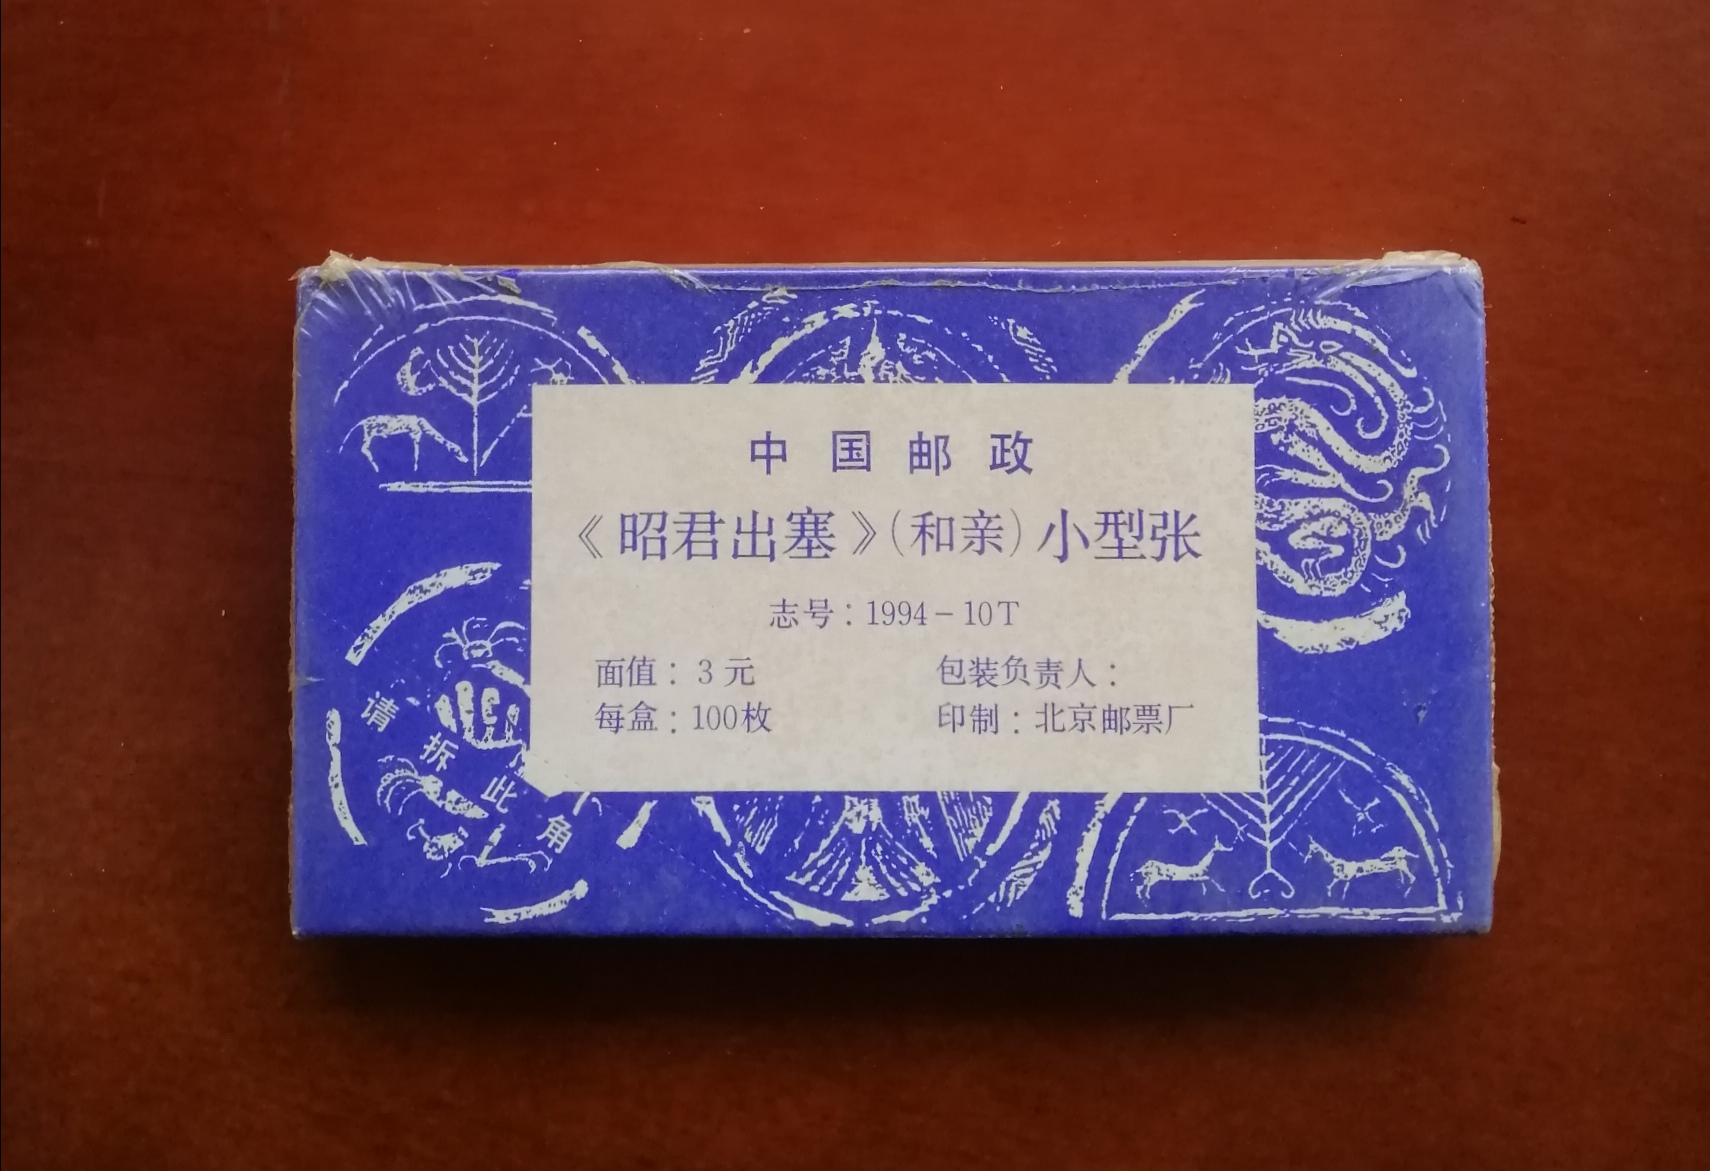 中国邮政
《昭君出塞》(和亲)小型张
志号：1994－10T
面值：3元
包装负责人：
每盒：100枚
印制：北京邮票厂
请拆此角